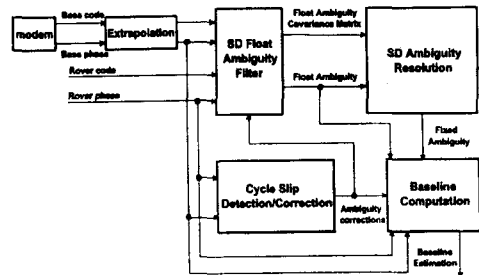 modem
Base code
Base phase
Extrapolation
Rover code
Rover phase
SD Float
Ambiguity
Filter
Float Ambiguity
Covariance Matrix
Float Ambiguity
SD Ambiguity
Resolution
Fixed
Ambiguity
Cycle Slip
Detection/Correction
Ambiguity
corrections
Baseline
Computation
Baseline
Estimation